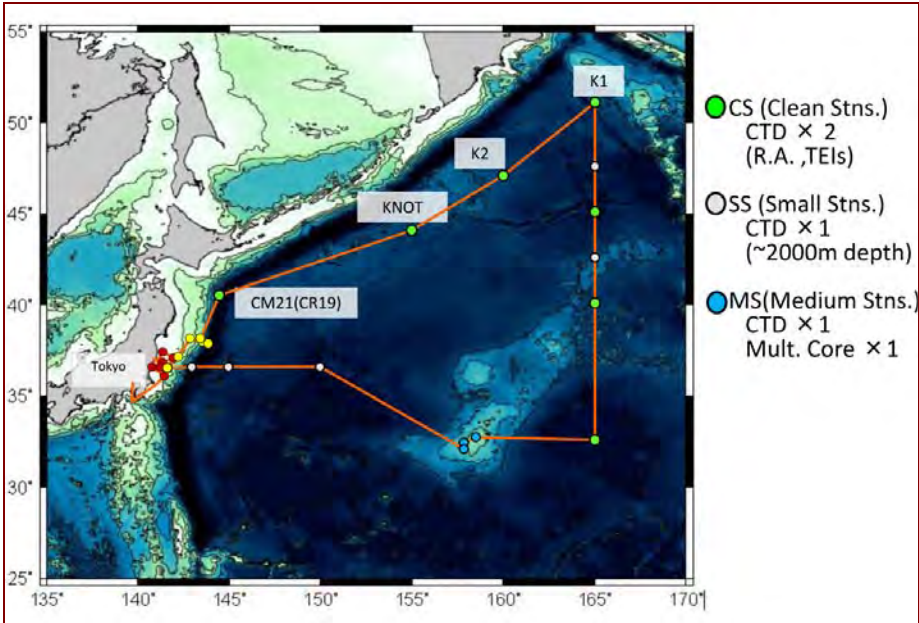 55°
50°
45°
40°
35°
30°
25°
135°
140°
145°
150°
155°
160°
165°
170°
K1
K2
KNOT
CM21(CR19)
Tokyo
CS (Clean Stns.)
CTD × 2
(R.A. ,TEIs)
SS (Small Stns.)
CTD ×1
(~2000m depth)
MS(Medium Stns.)
CTD ×1
Mult. Core ×1